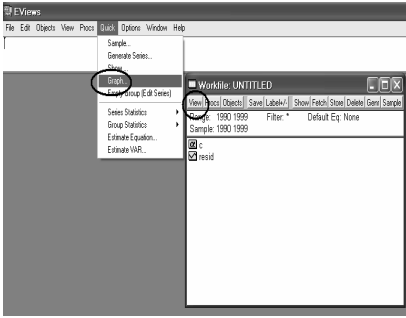 EViews
File Edit Objects View Procs Quick Options Window Help
Sample...
Generate Series...
Show...
Graph...
Empty Group (Edit Series)
Series Statistics
Group Statistics
Estimate Equation...
Estimate VAR...
Workfile: UNTITLED
View Procs Objects Save Label+/- Show Fetch Store Delete Genr Sample
Range: 1990 1999 Filter: * Default Eq: None
Sample: 1990 1999
c
resid